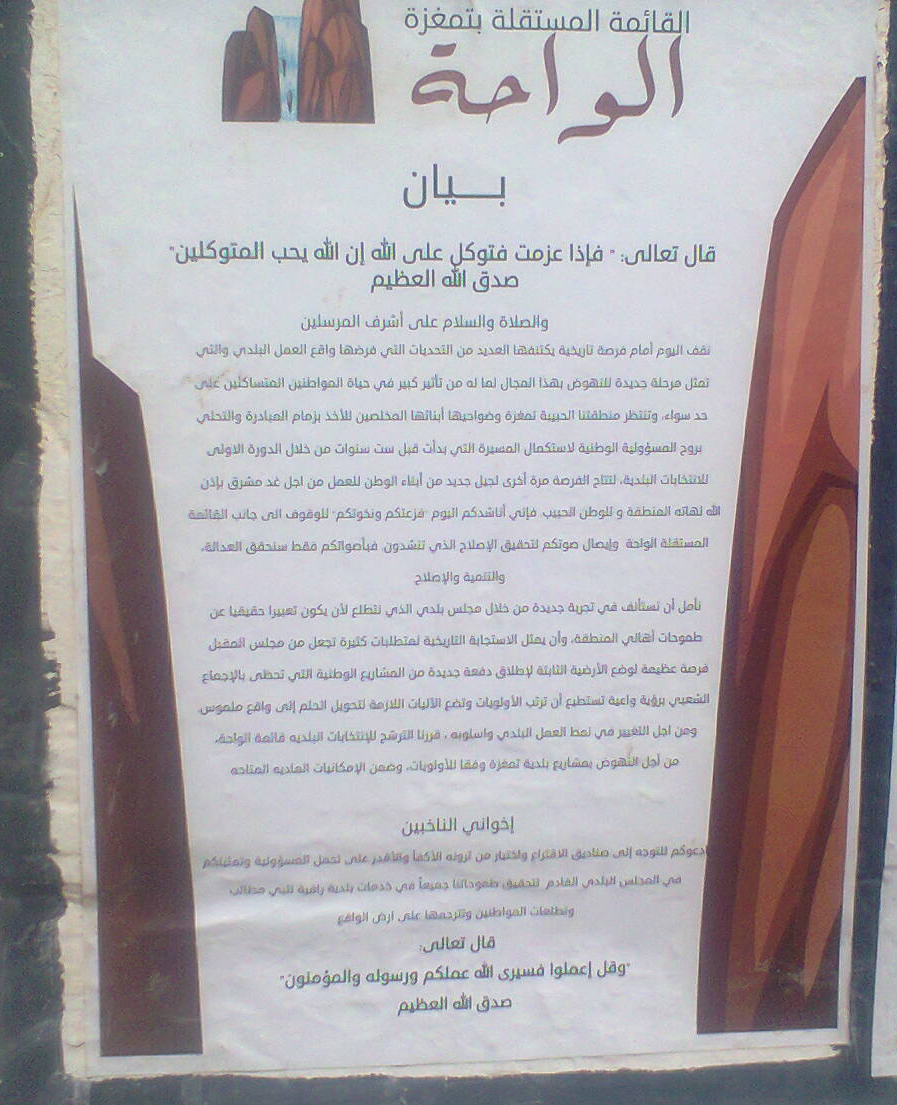 القائمة المستقلة بتمغزة
الواحة
بـــيان
قال تعالى: " فإذا عزمت فتوكل على الله إن الله يحب المتوكلين"
صدق الله العظيم
والصلاة والسلام على أشرف المرسلين
نقف اليوم أمام فرصة تاريخية يكتنفها العديد من التحديات التي فرضها واقع العمل البلدي والتي
تمثل مرحلة جديدة للنهوض بهذا المجال لما له من تأثير كبير في حياة المواطنين المتساكنين على
حد سواء، وتنتظر منطقتنا الحبيبة تمغزة وضواحيها أبنائها المخلصين للأخذ بزمام المبادرة والتحلي
بروح المسؤولية الوطنية لاستكمال المسيرة التي بدأت قبل ست سنوات من خلال الدورة الاولى
للانتخابات البلدية، لتتاح الفرصة مرة أخرى لجيل جديد من أبناء الوطن للعمل من اجل غد مشرق بإذن
الله لهاته المنطقة و للوطن الحبيب. فإني أناشدكم اليوم "فزعتكم ونخوتكم" للوقوف الى جانب القائمة
المستقلة الواحة وإيصال صوتكم لتحقيق الإصلاح الذي تنشدون، فبأصواتكم فقط سنحقق العدالة،
والتنمية والإصلاح
نأمل أن نستأنف في تجربة جديدة من خلال مجلس بلدي الذي نتطلع لأن يكون تعبيرا حقيقيا عن
طموحات أهالي المنطقة، وأن يمثل الاستجابة التاريخية لمتطلبات كثيرة تجعل من مجلس المقبل
فرصة عظيمة لوضع الأرضية الثابتة لإطلاق دفعة جديدة من المشاريع الوطنية التي تحظى بالإجماع
الشعبي برؤية واعية تستطيع أن ترتب الأولويات وتضع الآليات اللازمة لتحويل الحلم إلى واقع ملموس
ومن اجل التغيير في نمط العمل البلدي واسلوبه ، قررنا الترشح للإنتخابات البلديه قائمة الواحة،
من أجل النهوض بمشاريع بلدية تمغزة وفقا للأولويات، وضمن الإمكانيات الماديه المتاحه
إخواني الناخبين
ادعوكم للتوجه إلى صناديق الاقتراع واختيار من ترونه الأكفأ والأقدر على تحمل المسؤولية وتمثيلكم
في المجلس البلدي القادم لتحقيق طموحاتنا جميعاً في خدمات بلدية راقية تلبي مطالب
وتطلعات المواطنين وتترجمها على ارض الواقع
قال تعالى:
"وقل إعملوا فسيرى الله عملكم ورسوله والمؤمنون"
صدق الله العظيم